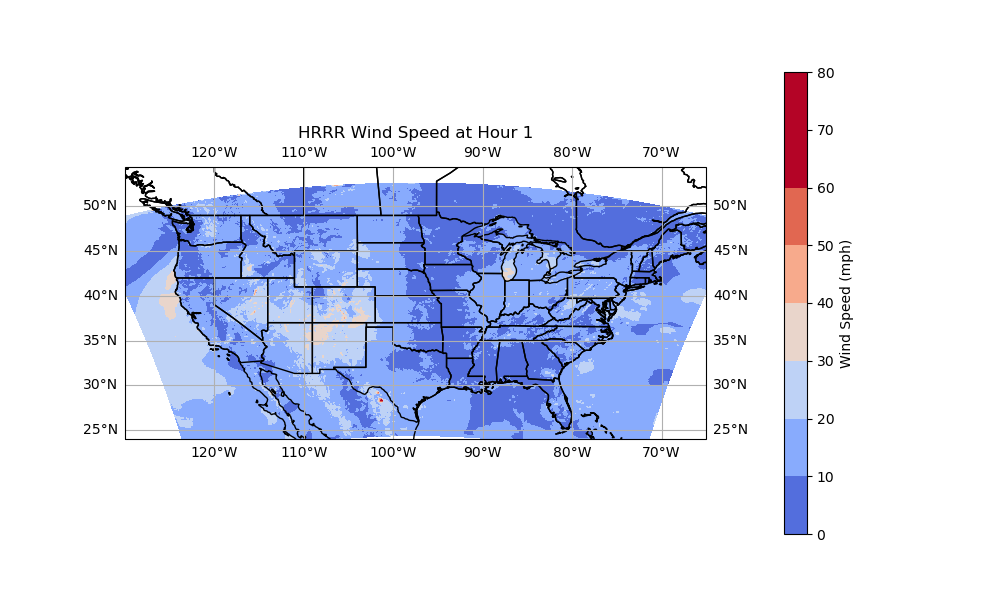 HRRR Wind Speed at Hour 1
120°W 110°W 100°W 90°W 80°W 70°W
50°N 50°N
45°N 45°N
40°N 40°N
35°N 35°N
30°N 30°N
25°N 25°N
120°W 110°W 100°W 90°W 80°W 70°W
80
70
60
50
40
30
20
10
0
Wind Speed (mph)